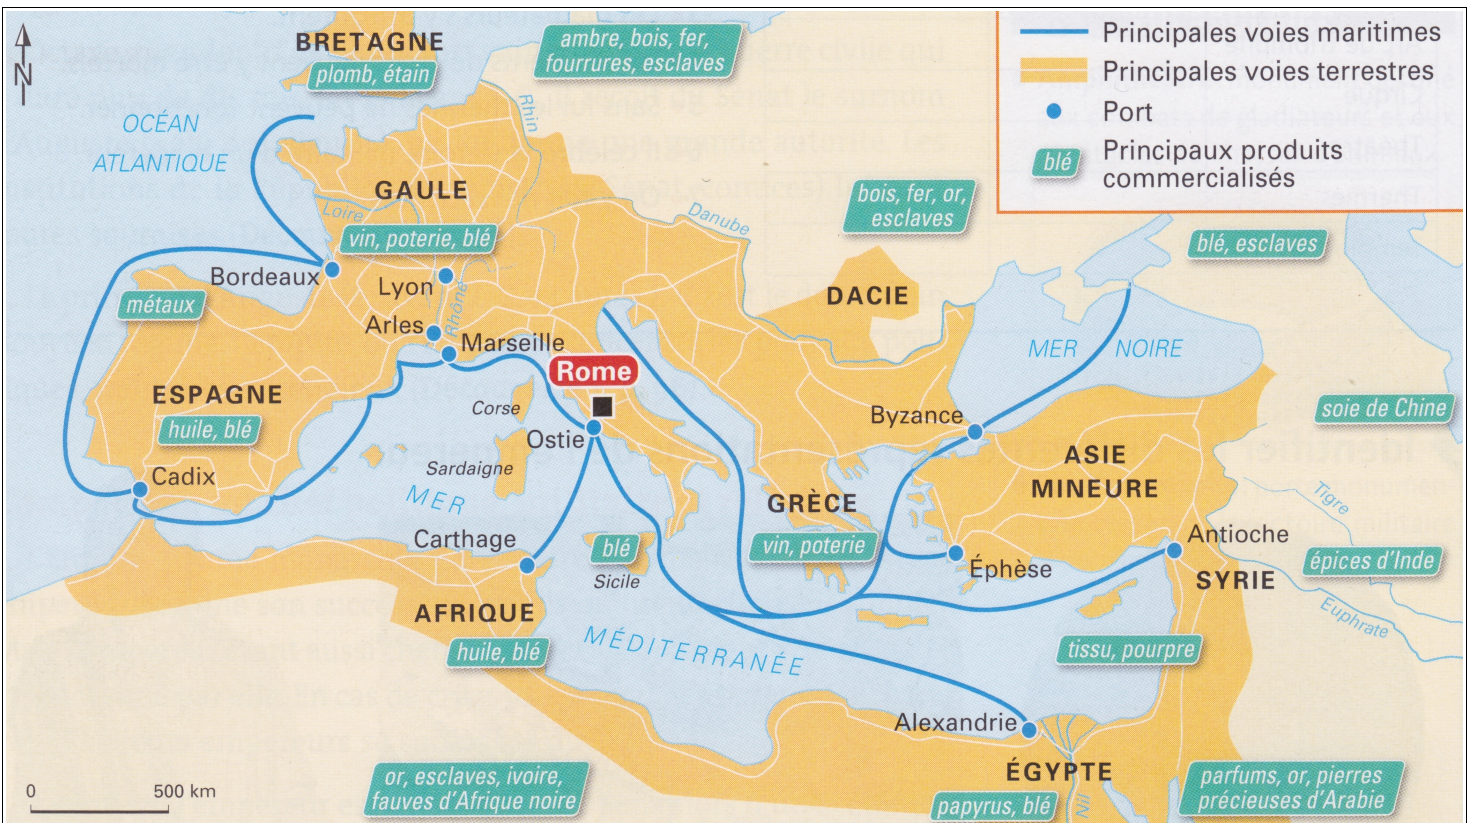 N
BRETAGNE
plomb, étain
ambre, bois, fer,
fourrures, esclaves
Principales voies maritimes
Principales voies terrestres
Port
blé
Principaux produits
commercialisés
OCÉAN
ATLANTIQUE
Rhin
GAULE
Loire
vin, poterie, blé
Danube
bois, fer, or,
esclaves
blé, esclaves
Bordeaux
Lyon
métaux
DACIE
Arles
Rhône
Marseille
MER NOIRE
Rome
ESPAGNE
huile, blé
Corse
Ostie
Byzance
soie de Chine
Cadix
Sardaigne
MER
ASIE
MINEURE
GRÈCE
Tigre
Carthage
blé
vin, poterie
Antioche
Sicile
Éphèse
épices d'Inde
SYRIE
AFRIQUE
Euphrate
huile, blé
MÉDITERRANÉE
tissu, pourpre
Alexandrie
ÉGYPTE
or, esclaves, ivoire,
fauves d'Afrique noire
papyrus, blé
Nil
parfums, or, pierres
précieuses d'Arabie
0 500 km